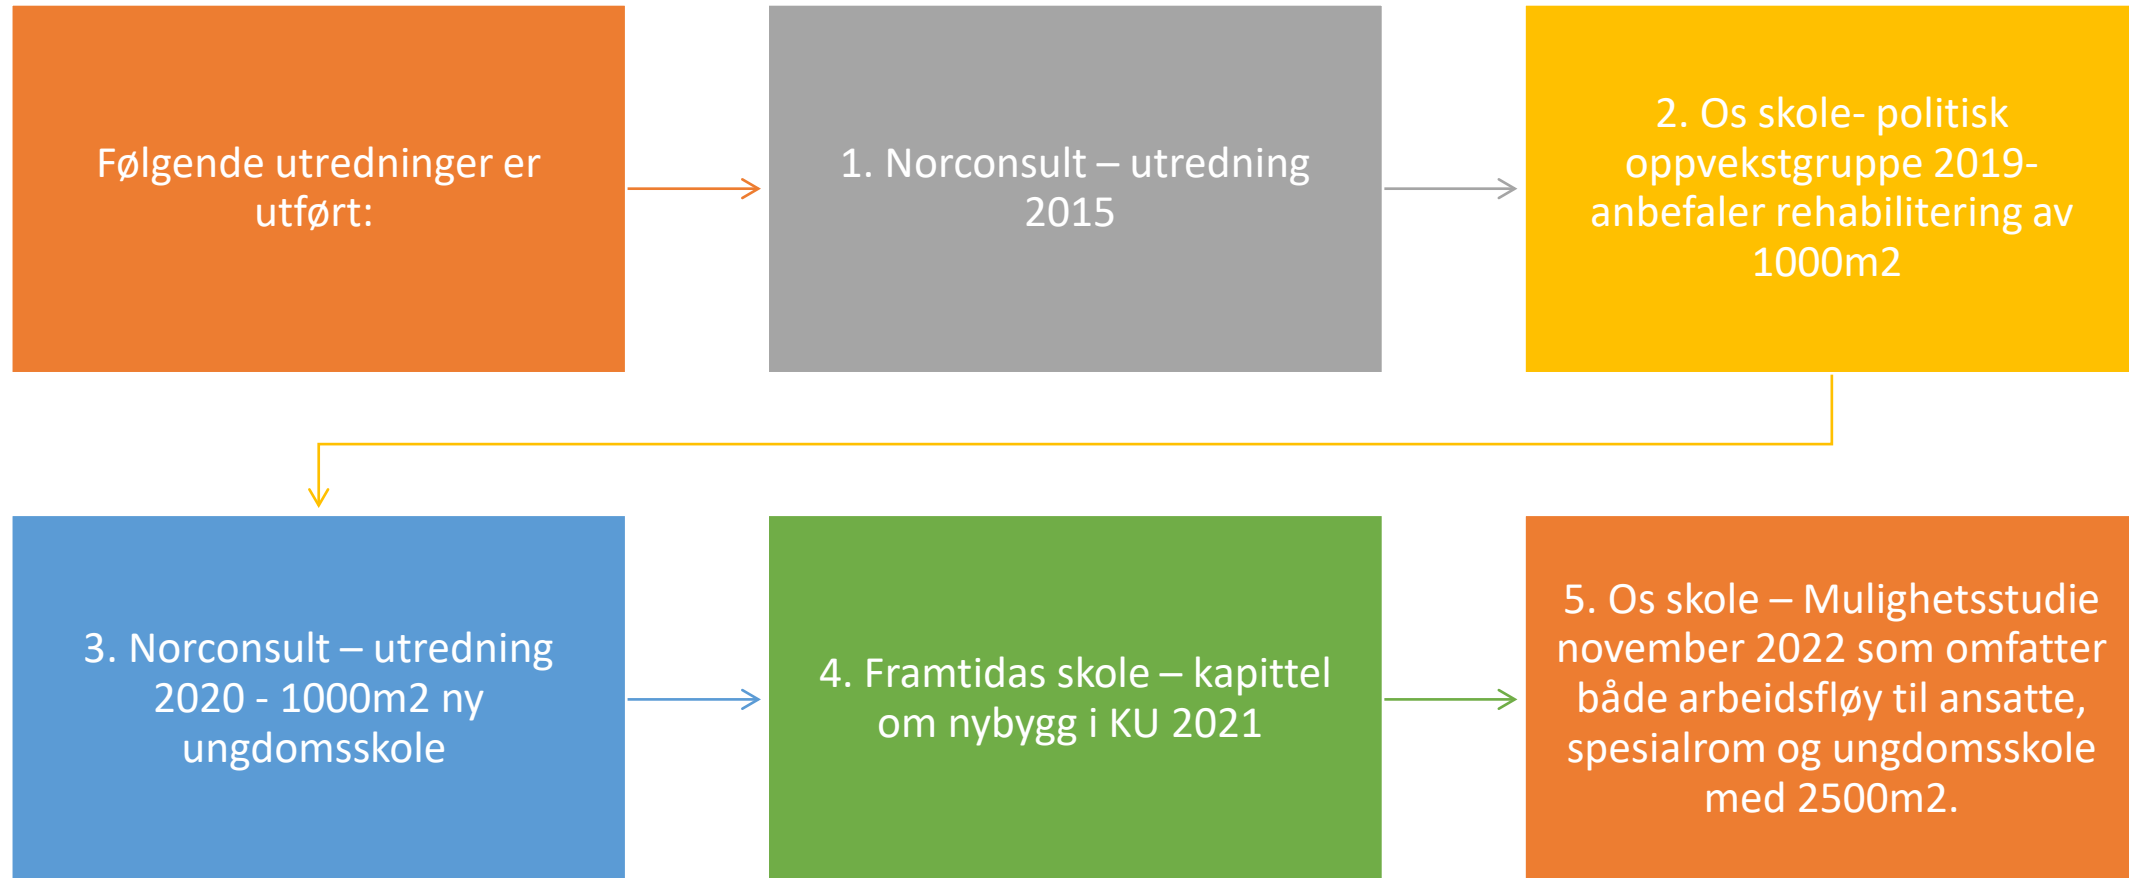 Følgende utredninger er
utført:
1. Norconsult – utredning
2015
2. Os skole- politisk
oppvekstgruppe 2019-
anbefaler rehabilitering av
1000m2
3. Norconsult – utredning
2020 - 1000m2 ny
ungdomsskole
4. Framtidas skole – kapittel
om nybygg i KU 2021
5. Os skole – Mulighetsstudie
november 2022 som omfatter
både arbeidsfløy til ansatte,
spesialrom og ungdomsskole
med 2500m2.